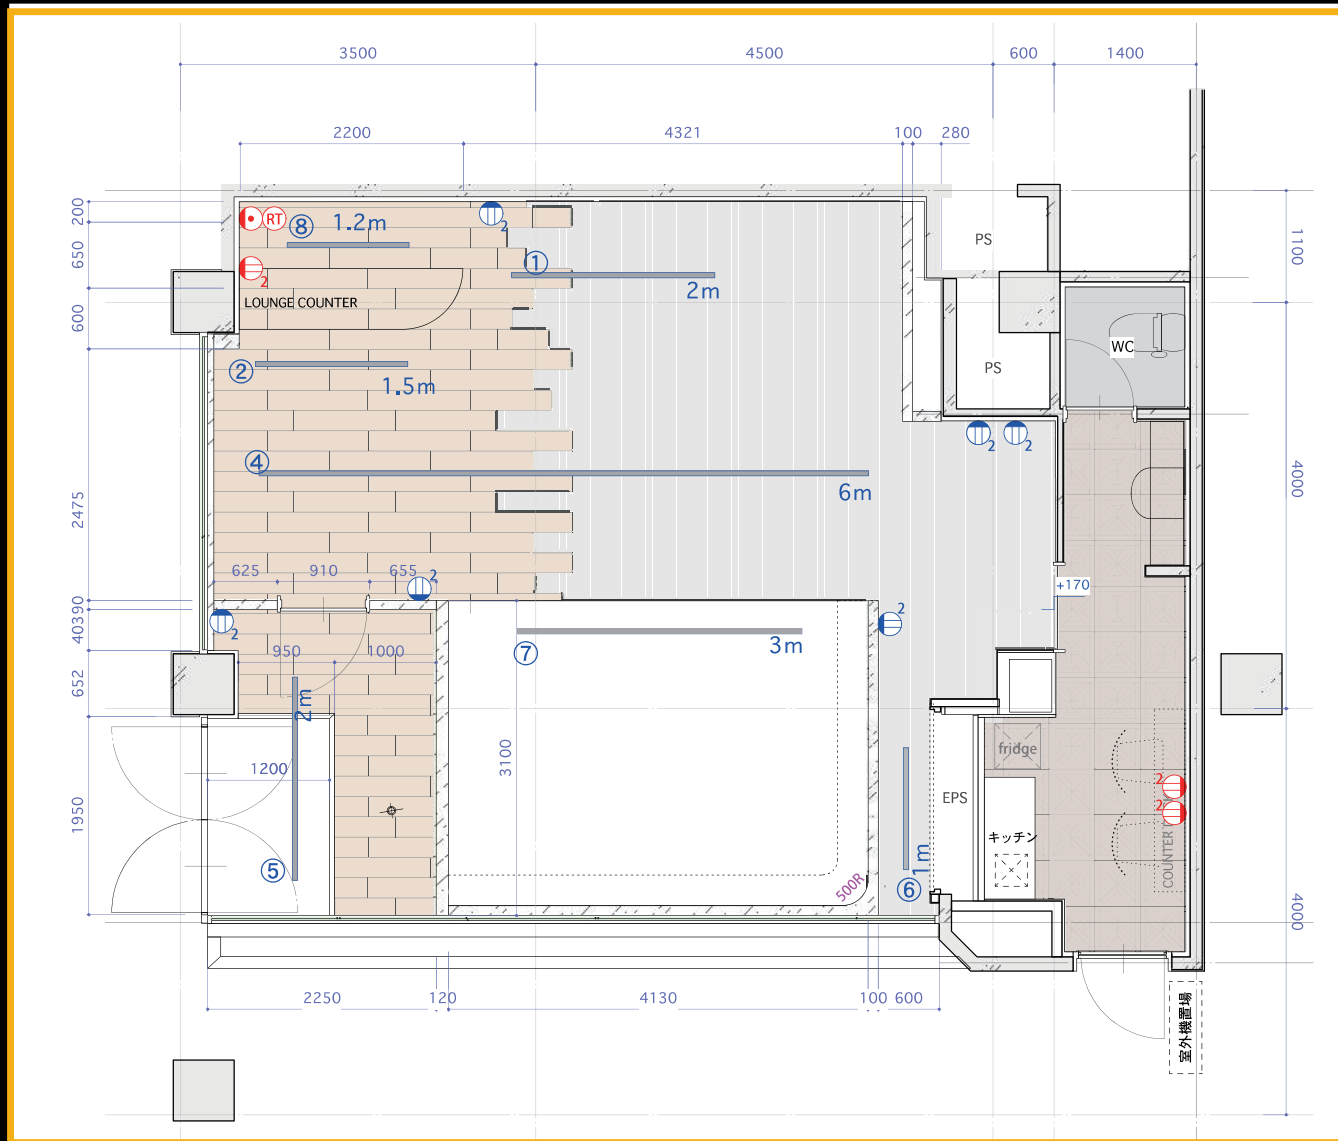 3500 4500 600 1400
2200 4321 100 280
200
650
600
2475
40390
652
1950
1100
4000
4000
RT
⑧ 1.2m
2
①
2m
2
LOUNGE COUNTER
②
1.5m
④
6m
PS
PS
WC
2 2
625 910 655
2
2
+170
2
950 1000
⑦ 3m
2m
3100
1200
⑤
fridge
EPS
キッチン
1m
⑥
500R
2
2
COUNTER
2250 120 4130 100 600
室外機置場